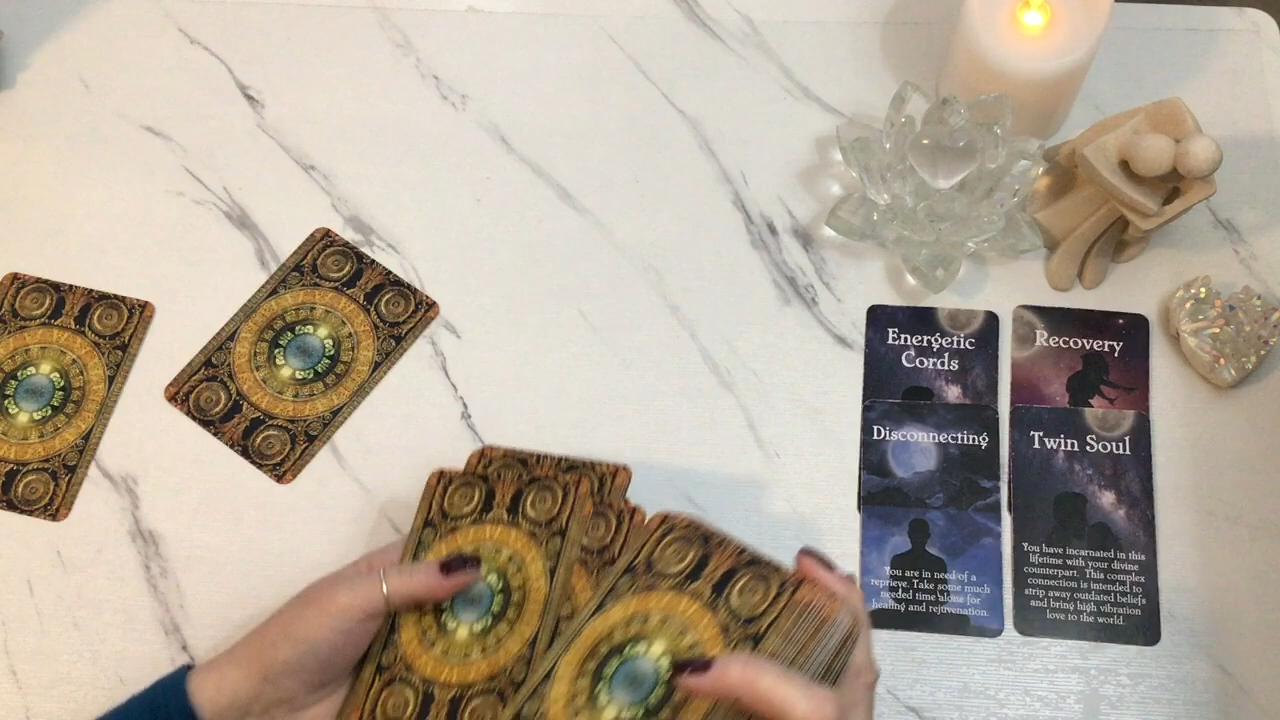 Energetic
Cords
Recovery
Disconnecting
You are in need of a
reprieve. Take some much
needed time alone for
healing and rejuvenation.
Twin Soul
You have incarnated in this
lifetime with your divine
counterpart. This complex
connection is intended to
strip away outdated beliefs
and bring high vibration
love to the world.